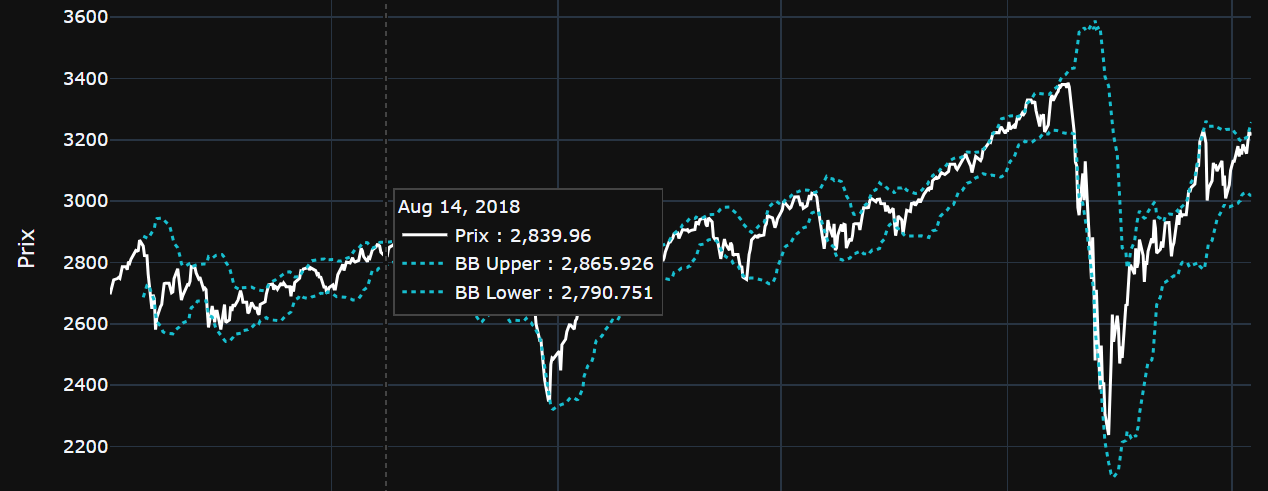 3600
3400
3200
3000
2800
2600
2400
2200
Prix
Aug 14, 2018
Prix : 2,839.96
BB Upper : 2,865.926
BB Lower : 2,790.751